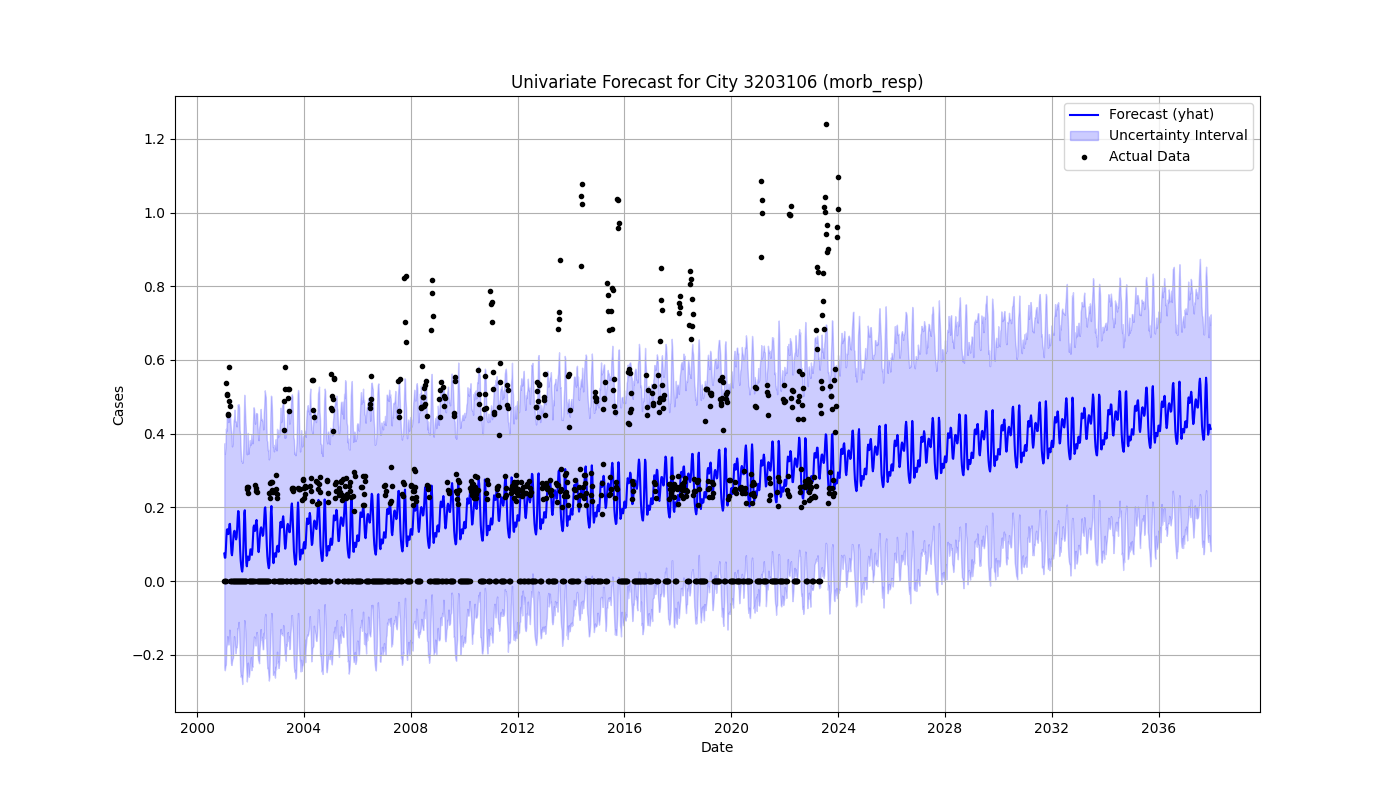 Univariate Forecast for City 3203106 (morb_resp)
Forecast (yhat)
Uncertainty Interval
Actual Data
Cases
1.2
1.0
0.8
0.6
0.4
0.2
0.0
−0.2
2000 2004 2008 2012 2016 2020 2024 2028 2032 2036
Date